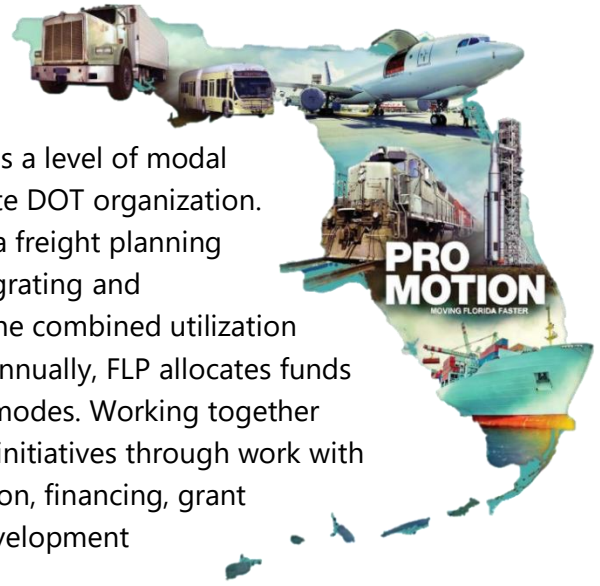 s a level of modal
te DOT organization.
a freight planning
grating and
he combined utilization
nnually, FLP allocates funds
modes. Working together
initiatives through work with
on, financing, grant
velopment
PRO
MOTION
MOVING FLORIDA FASTER